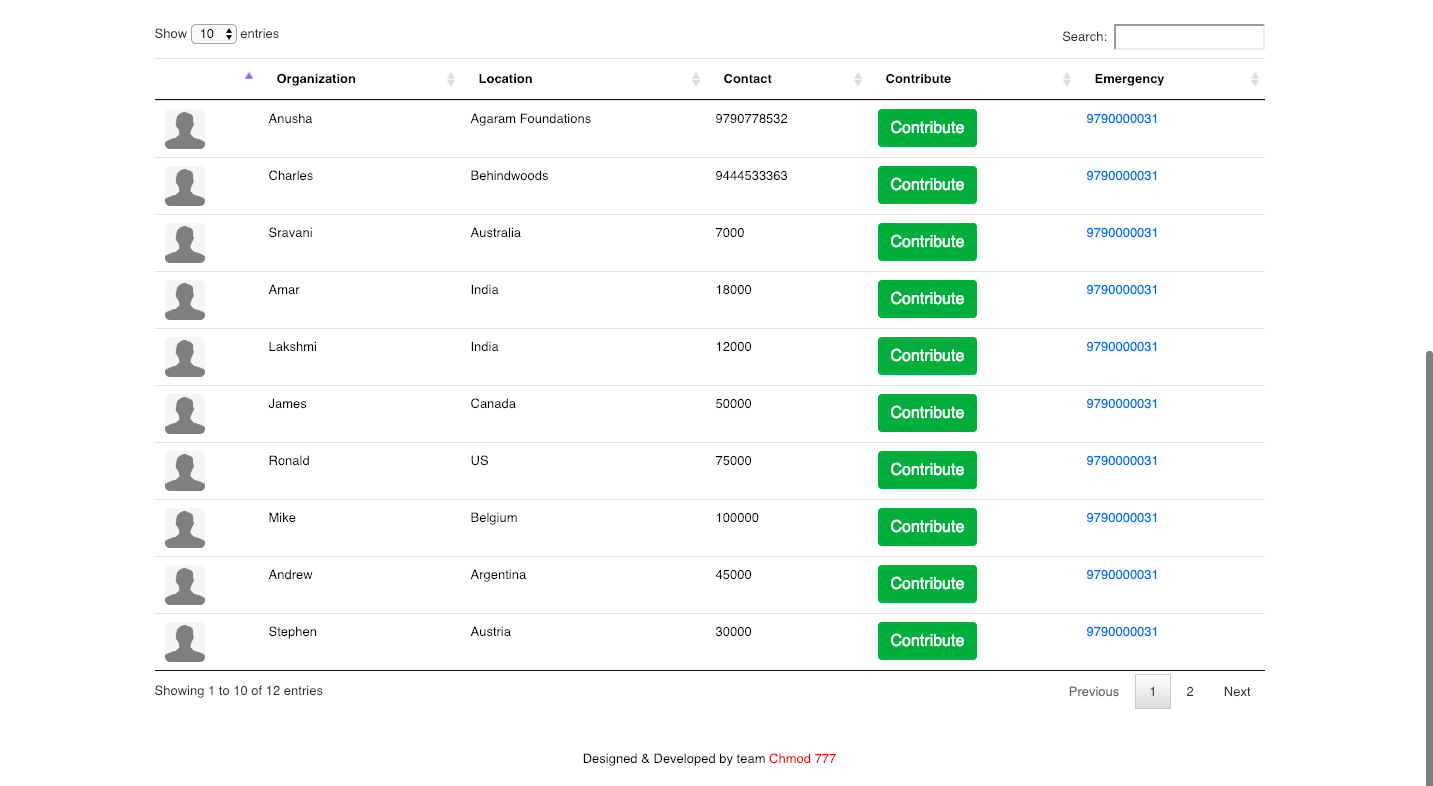 Show 10 entries Search:
Organization Location Contact Contribute Emergency
Anusha Agaram Foundations 9790778532 Contribute 9790000031
Charles Behindwoods 9444533363 Contribute 9790000031
Sravani Australia 7000 Contribute 9790000031
Amar India 18000 Contribute 9790000031
Lakshmi India 12000 Contribute 9790000031
James Canada 50000 Contribute 9790000031
Ronald US 75000 Contribute 9790000031
Mike Belgium 100000 Contribute 9790000031
Andrew Argentina 45000 Contribute 9790000031
Stephen Austria 30000 Contribute 9790000031
Showing 1 to 10 of 12 entries Previous 1 2 Next
Designed & Developed by team Chmod 777